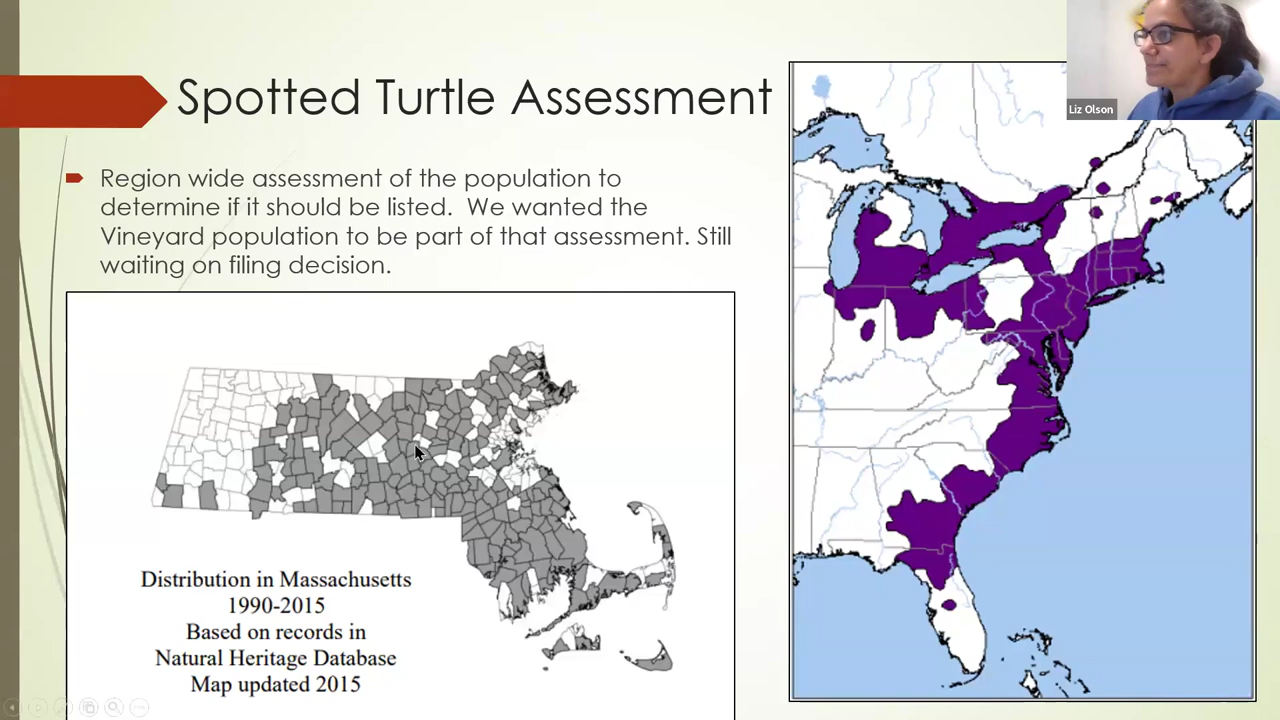 Spotted Turtle Assessment
Liz Olson
Region wide assessment of the population to
determine if it should be listed.  We wanted the
Vineyard population to be part of that assessment. Still
waiting on filing decision.
Distribution in Massachusetts
1990-2015
Based on records in
Natural Heritage Database
Map updated 2015